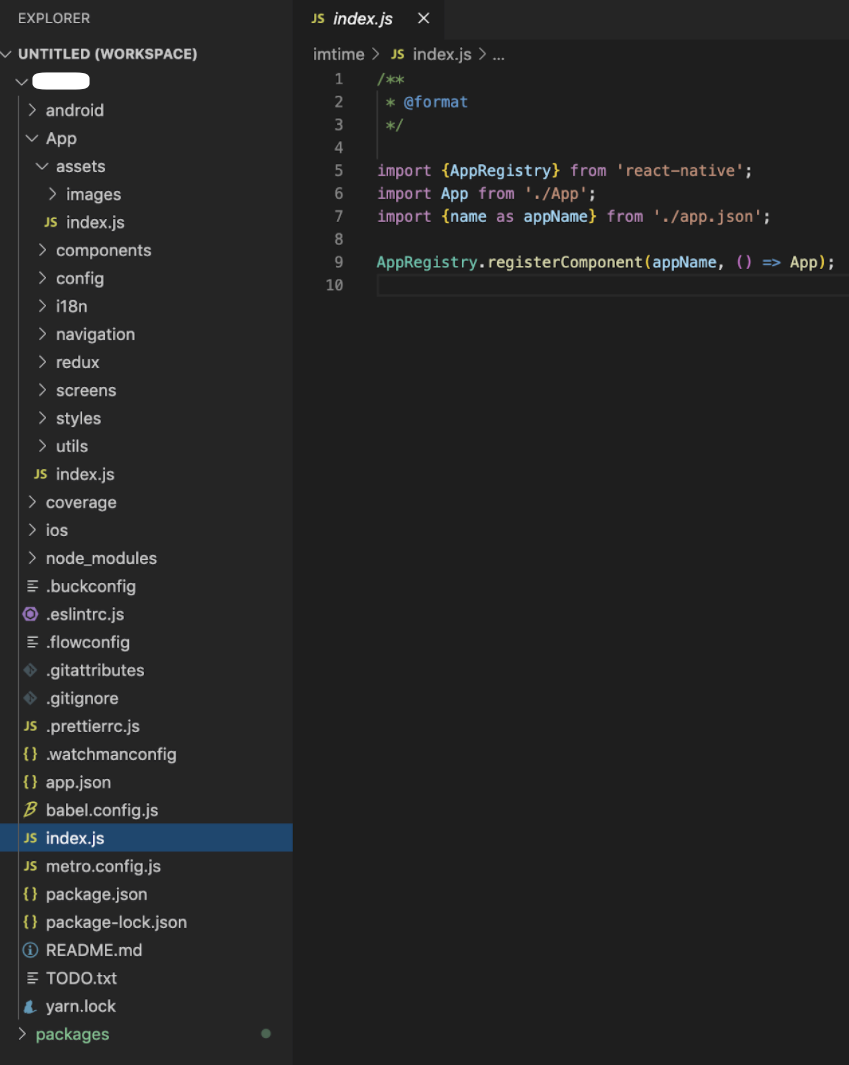 EXPLORER
UNTITLED (WORKSPACE)
android
App
assets
images
JS index.js
components
config
i18n
navigation
redux
screens
styles
utils
JS index.js
coverage
ios
node_modules
.buckconfig
.eslintrc.js
.flowconfig
.gitattributes
.gitignore
JS .prettierrc.js
{} .watchmanconfig
{} app.json
babel.config.js
JS index.js
JS metro.config.js
{} package.json
{} package-lock.json
README.md
TODO.txt
yarn.lock
packages
JS index.js ×
imtime > JS index.js > ...
1 /**
2 * @format
3 */
4
5 import {AppRegistry} from 'react-native';
6 import App from './App';
7 import {name as appName} from './app.json';
8
9 AppRegistry.registerComponent(appName, () => App);
10